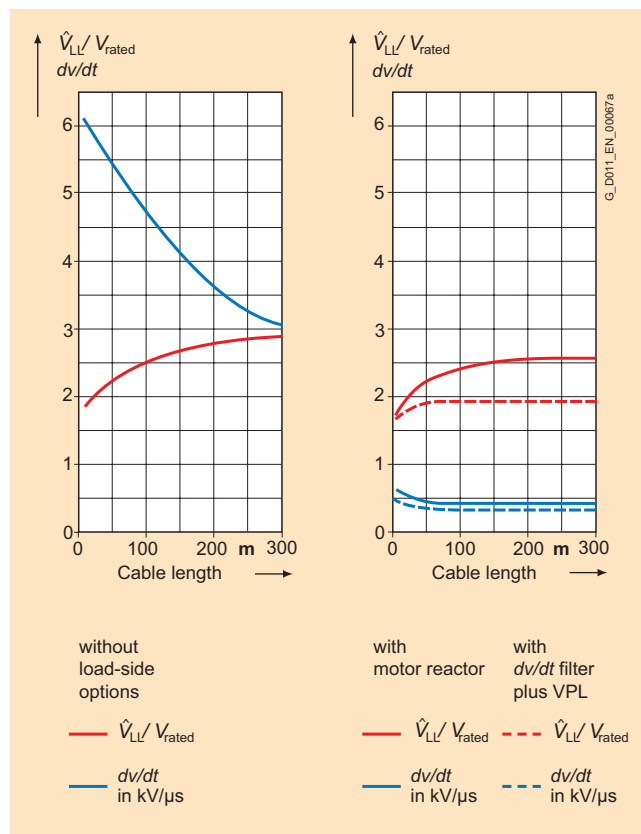 V̂LL/ Vrated
dv/dt
6
5
4
3
2
1
0
0 100 200 m 300
Cable length
without
load-side
options
V̂LL/ Vrated
dv/dt
in kV/µs
V̂LL/ Vrated
dv/dt
6
5
4
3
2
1
0
0 100 200 m 300
Cable length
G_D011_EN_00067a
with
motor reactor
V̂LL/ Vrated
dv/dt
in kV/µs
with
dv/dt filter
plus VPL
V̂LL/ Vrated
dv/dt
in kV/µs